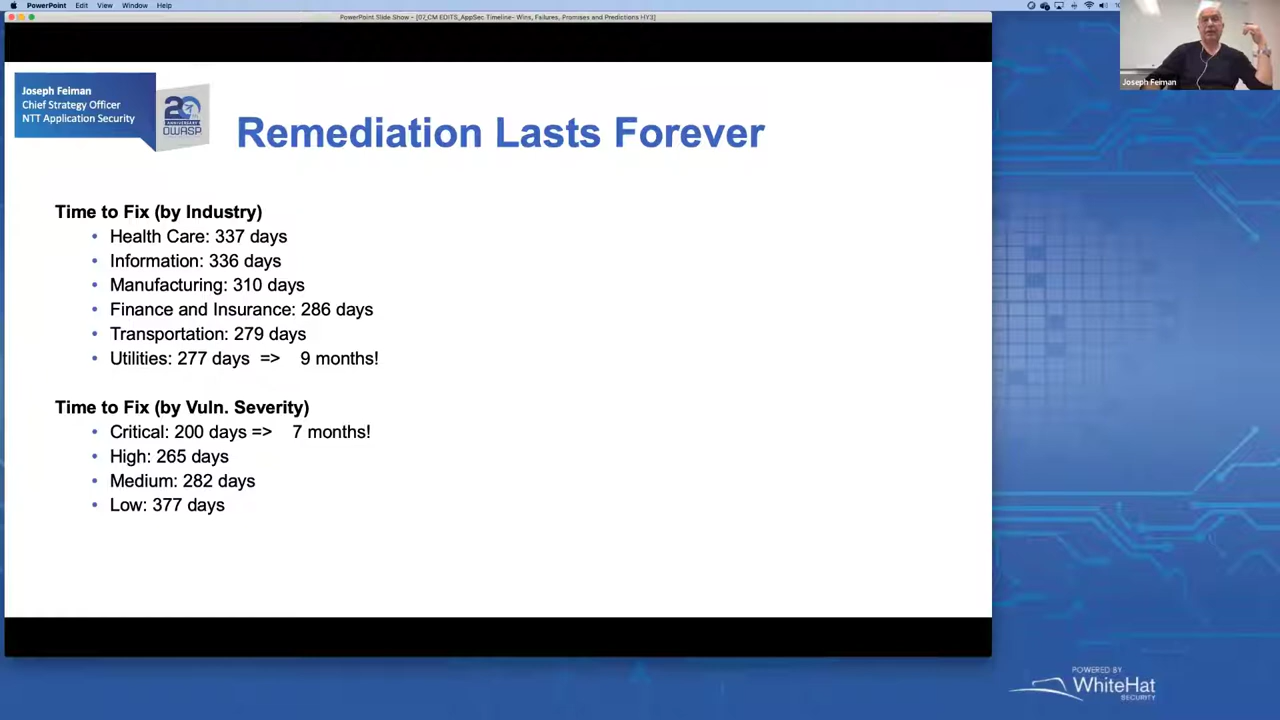 PowerPoint Edit View Window Help
PowerPoint Slide Show - [07_CM EDITS_AppSec Timeline- Wins, Failures, Promises and Predictions HY3]
Joseph Feiman
Joseph Feiman
Chief Strategy Officer
NTT Application Security
20
ANNIVERSARY
OWASP
Remediation Lasts Forever
Time to Fix (by Industry)
• Health Care: 337 days
• Information: 336 days
• Manufacturing: 310 days
• Finance and Insurance: 286 days
• Transportation: 279 days
• Utilities: 277 days => 9 months!
Time to Fix (by Vuln. Severity)
• Critical: 200 days => 7 months!
• High: 265 days
• Medium: 282 days
• Low: 377 days
POWERED BY
WhiteHat
SECURITY